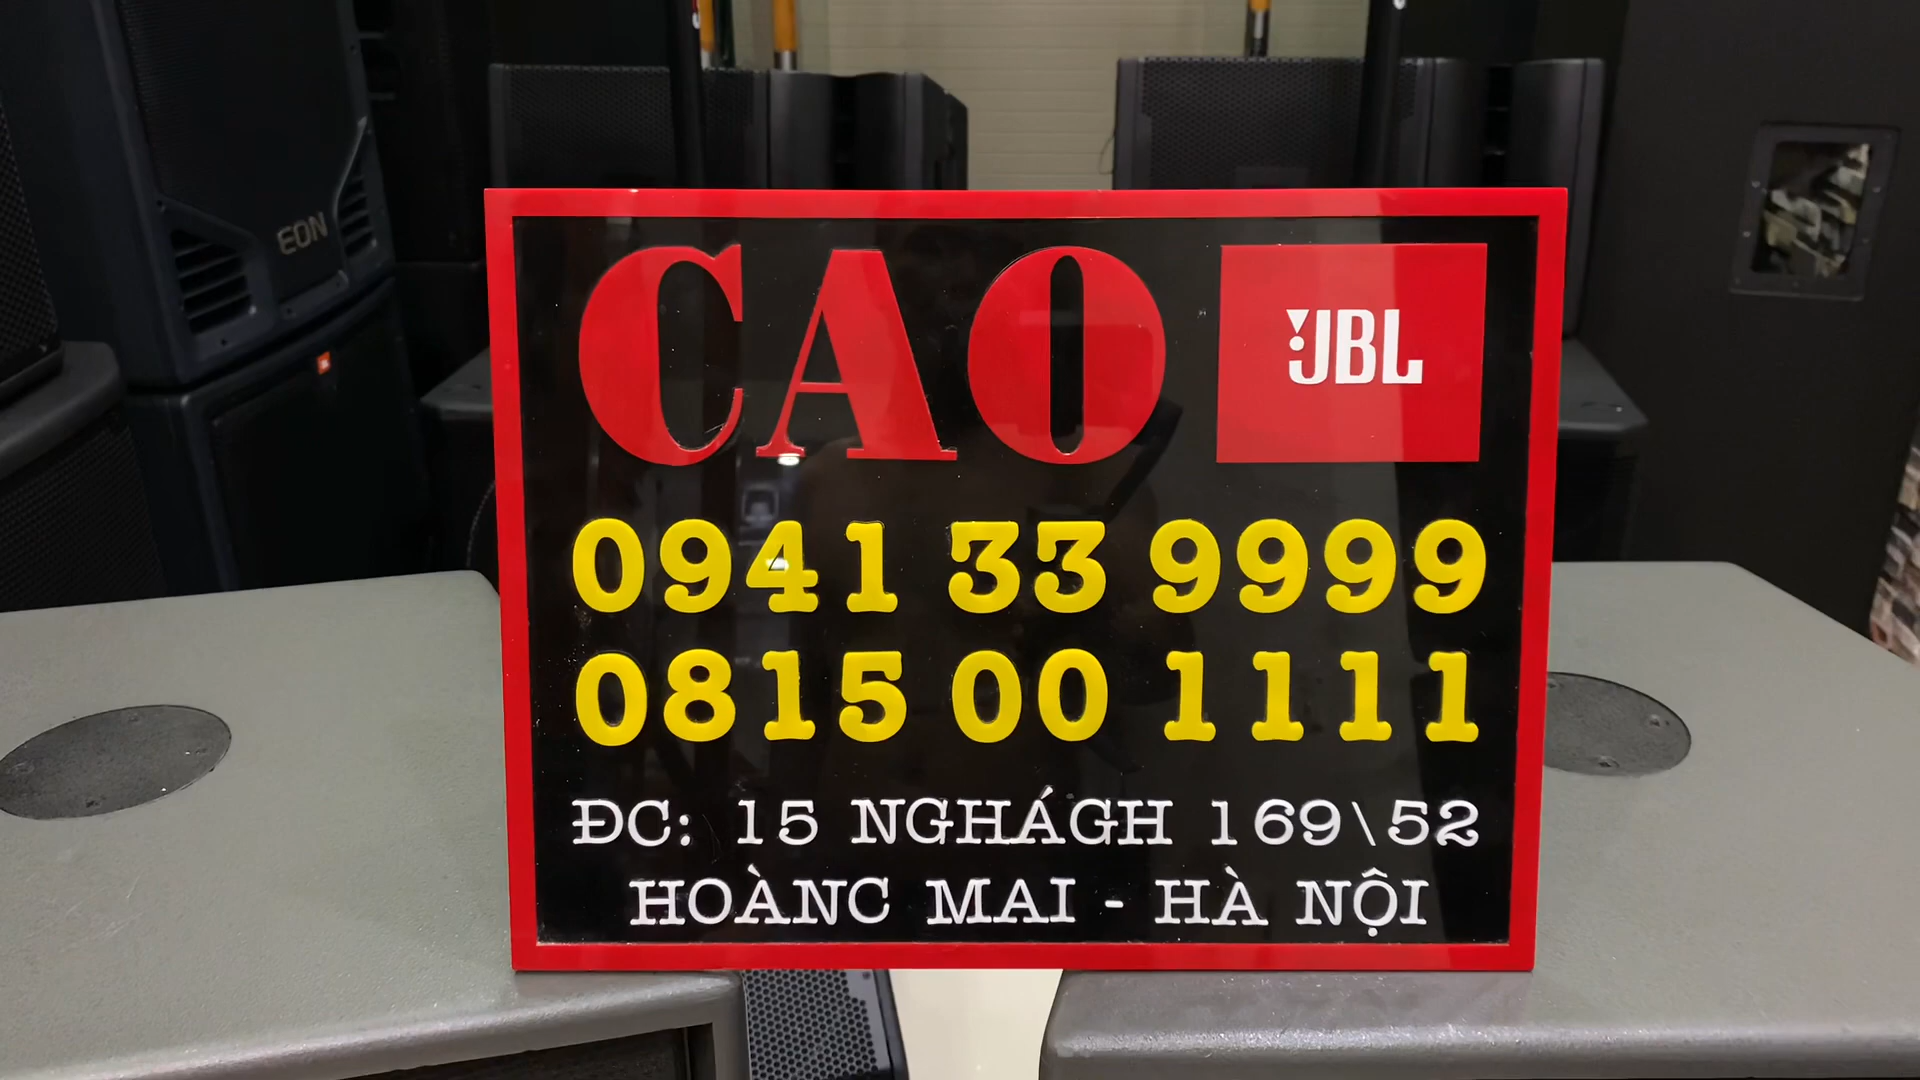 CAO JBL
0941 33 9999
0815 00 1111
ĐC: 15 NGHÁGH 169\52
HOÀNC MAI - HÀ NỘI
EON